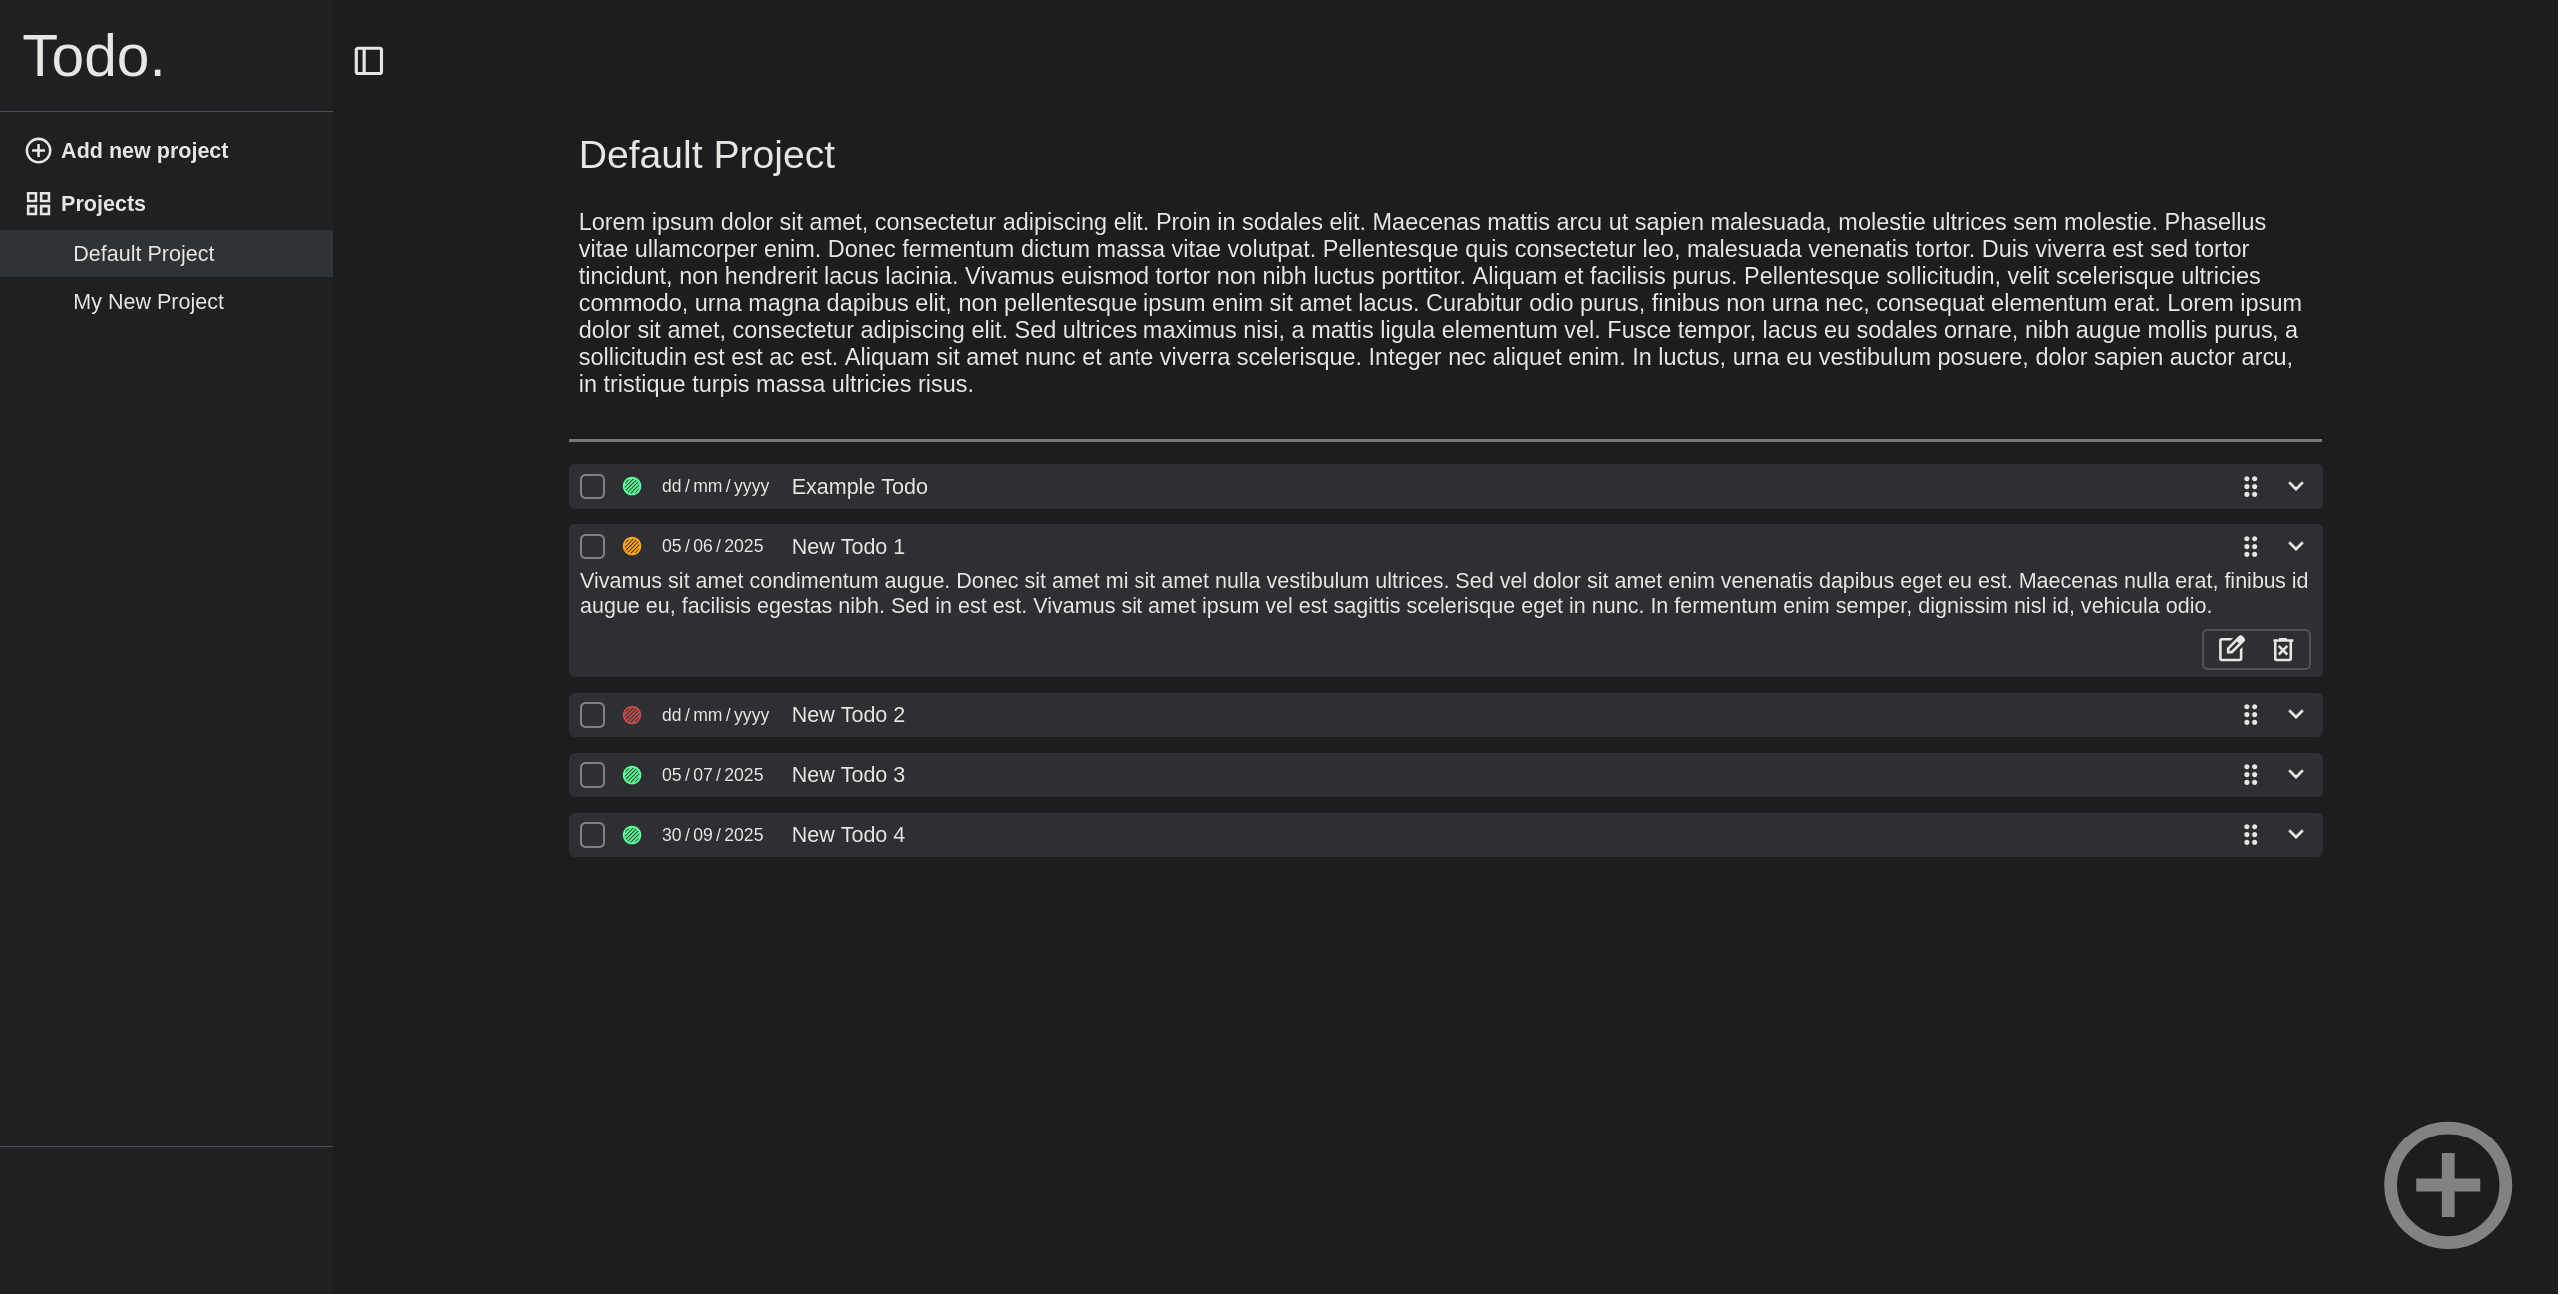 Todo.
Add new project
Projects
Default Project
My New Project
Default Project
Lorem ipsum dolor sit amet, consectetur adipiscing elit. Proin in sodales elit. Maecenas mattis arcu ut sapien malesuada, molestie ultrices sem molestie. Phasellus
vitae ullamcorper enim. Donec fermentum dictum massa vitae volutpat. Pellentesque quis consectetur leo, malesuada venenatis tortor. Duis viverra est sed tortor
tincidunt, non hendrerit lacus lacinia. Vivamus euismod tortor non nibh luctus porttitor. Aliquam et facilisis purus. Pellentesque sollicitudin, velit scelerisque ultricies
commodo, urna magna dapibus elit, non pellentesque ipsum enim sit amet lacus. Curabitur odio purus, finibus non urna nec, consequat elementum erat. Lorem ipsum
dolor sit amet, consectetur adipiscing elit. Sed ultrices maximus nisi, a mattis ligula elementum vel. Fusce tempor, lacus eu sodales ornare, nibh augue mollis purus, a
sollicitudin est est ac est. Aliquam sit amet nunc et ante viverra scelerisque. Integer nec aliquet enim. In luctus, urna eu vestibulum posuere, dolor sapien auctor arcu,
in tristique turpis massa ultricies risus.
dd/mm/yyyy Example Todo
05/06/2025 New Todo 1
Vivamus sit amet condimentum augue. Donec sit amet mi sit amet nulla vestibulum ultrices. Sed vel dolor sit amet enim venenatis dapibus eget eu est. Maecenas nulla erat, finibus id
augue eu, facilisis egestas nibh. Sed in est est. Vivamus sit amet ipsum vel est sagittis scelerisque eget in nunc. In fermentum enim semper, dignissim nisl id, vehicula odio.
dd/mm/yyyy New Todo 2
05/07/2025 New Todo 3
30/09/2025 New Todo 4